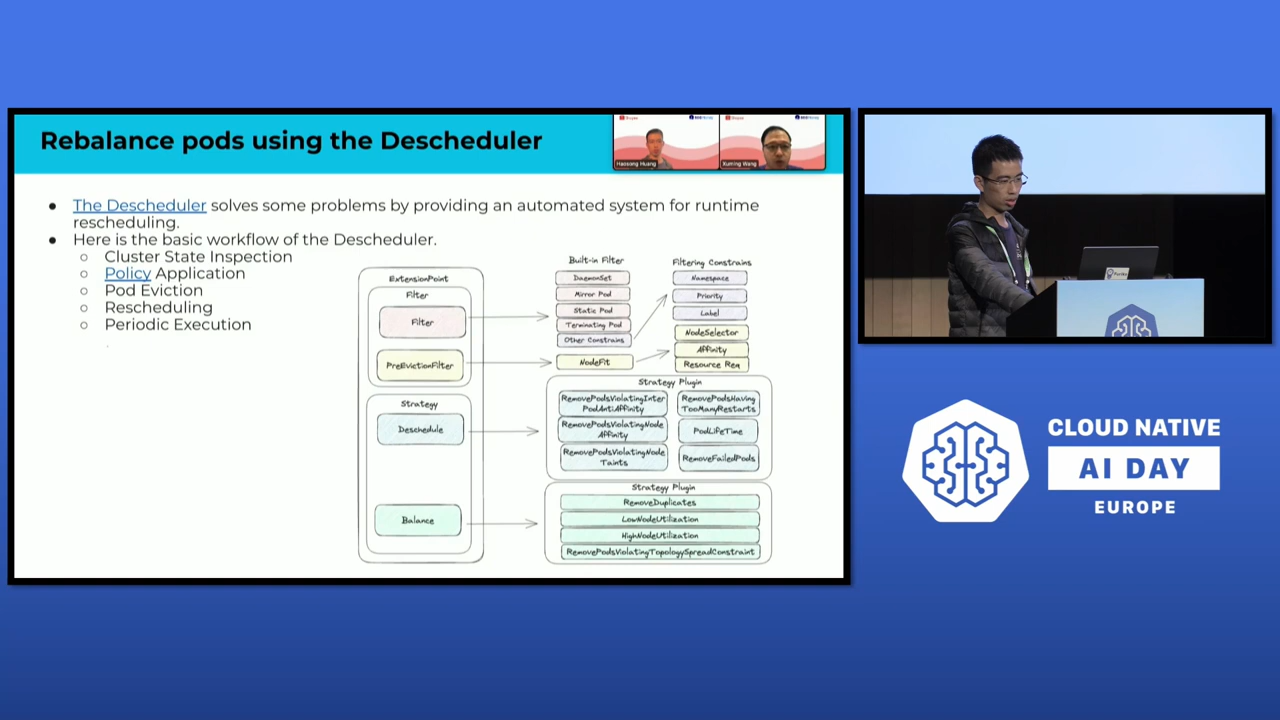 Rebalance pods using the Descheduler
Haoxiang Huang
Xuming Wang
● The Descheduler solves some problems by providing an automated system for runtime
rescheduling.
● Here is the basic workflow of the Descheduler.
○ Cluster State Inspection
○ Policy Application
○ Pod Eviction
○ Rescheduling
○ Periodic Execution
ExtensionPoint
Filter
Filter
PreEvictionFilter
Strategy
Deschedule
Balance
Built-in Filter
DaemonSet
Mirror Pod
Static Pod
Terminating Pod
Other Constrains
NodeFit
Filtering Constrains
Namespace
Priority
Label
NodeSelector
Affinity
Resource Req
Strategy Plugin
RemovePodsViolatingInter
PodAntiAffinity
RemovePodsViolatingNode
Affinity
RemovePodsViolatingNode
Taints
RemovePodsHaving
TooManyRestarts
PodLifeTime
RemoveFailedPods
Strategy Plugin
RemoveDuplicates
LowNodeUtilization
HighNodeUtilization
RemovePodsViolatingTopologySpreadConstraint
CLOUD NATIVE
AI DAY
EUROPE